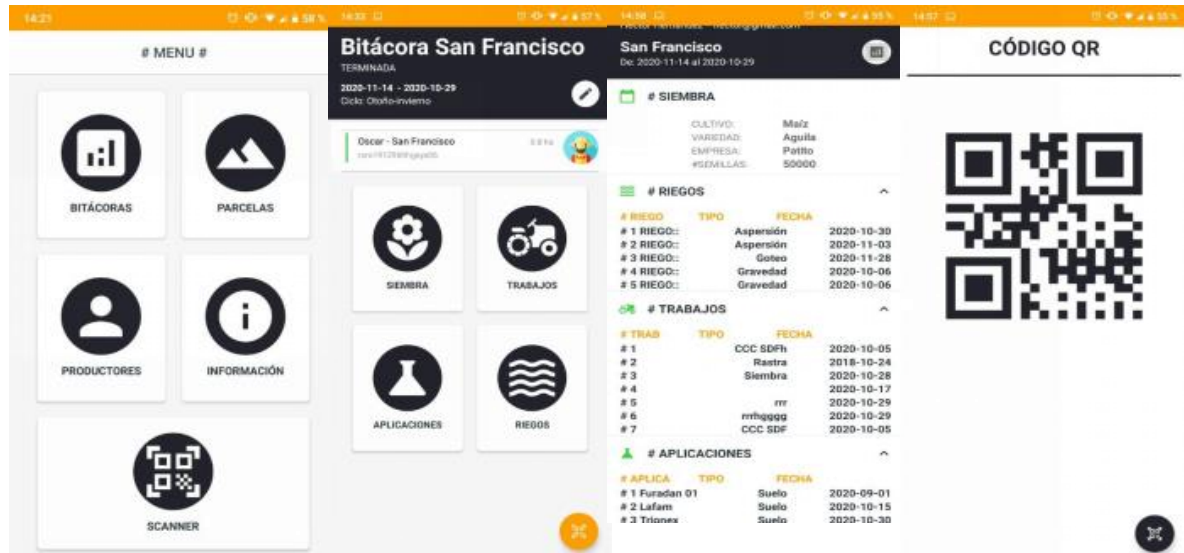 14:21
58 %
# MENU #
BITÁCORAS
PARCELAS
PRODUCTORES
INFORMACIÓN
SCANNER
57 %
Bitácora San Francisco
TERMINADA
2020-11-14 - 2020-10-29
Ciclo: Otoño-invierno
Oscar - San Francisco
SIEMBRA
TRABAJOS
APLICACIONES
RIEGOS
55 %
San Francisco
De: 2020-11-14 al 2020-10-29
# SIEMBRA
CULTIVO: Maíz
VARIEDAD: Aguila
EMPRESA: Patito
#SEMILLAS: 50000
# RIEGOS
# RIEGO TIPO FECHA
# 1 RIEGO:: Aspersión 2020-10-30
# 2 RIEGO:: Aspersión 2020-11-03
# 3 RIEGO:: Goteo 2020-11-28
# 4 RIEGO:: Gravedad 2020-10-06
# 5 RIEGO:: Gravedad 2020-10-06
# TRABAJOS
# TRAB TIPO FECHA
# 1 CCC SDFh 2020-10-05
# 2 Rastra 2018-10-24
# 3 Siembra 2020-10-28
# 4 2020-10-17
# 5 rrr 2020-10-29
# 6 rrrhgggg 2020-10-29
# 7 CCC SDF 2020-10-05
# APLICACIONES
# APLICA TIPO FECHA
# 1 Furadan 01 Suelo 2020-09-01
# 2 Lafam Suelo 2020-10-15
# 3 Trionex Suelo 2020-10-30
55 %
CÓDIGO QR